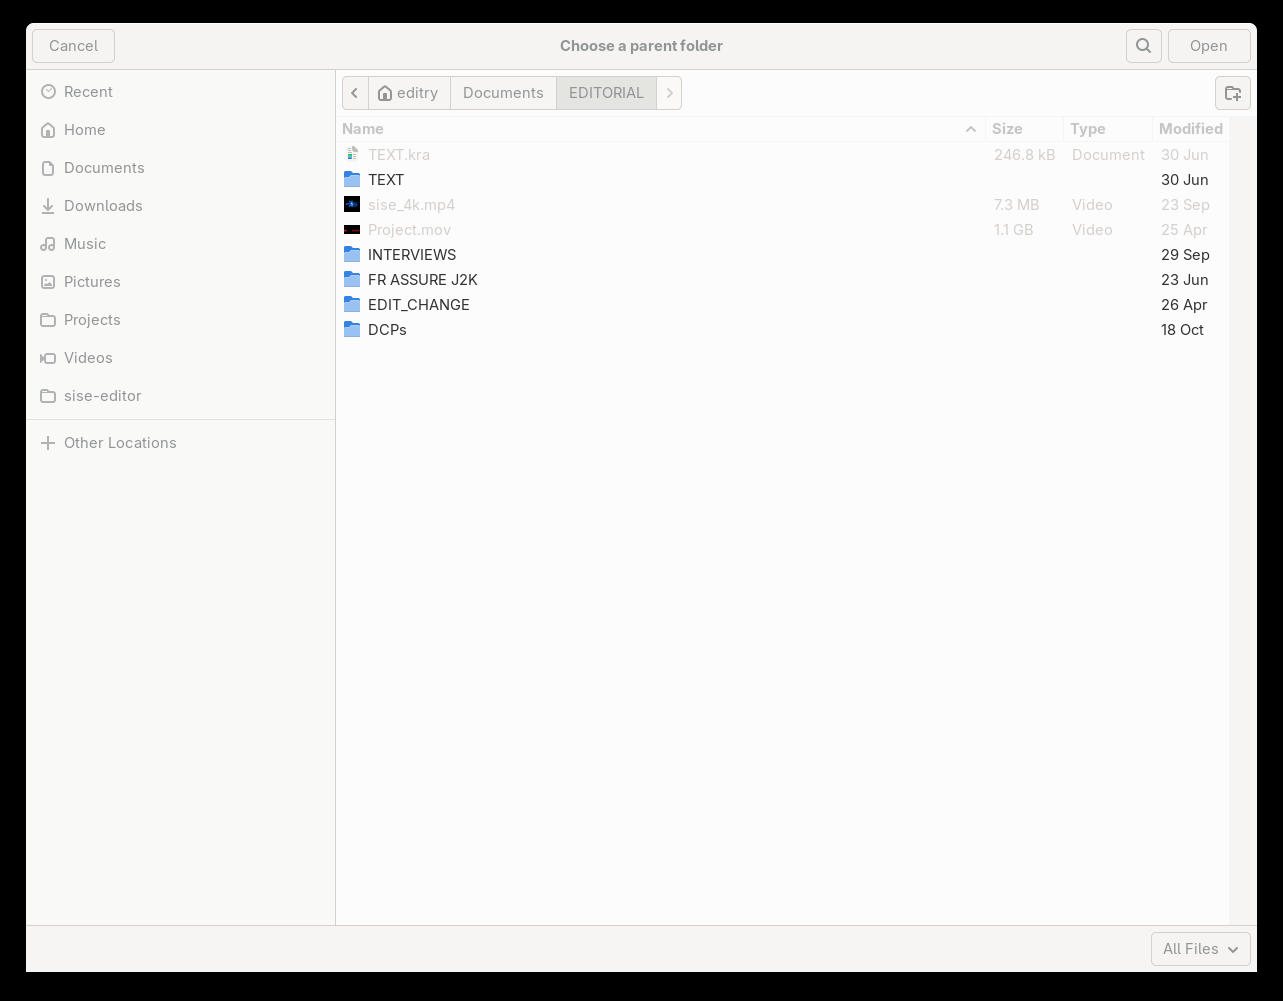 Cancel
Choose a parent folder
Open
Recent
Home
Documents
Downloads
Music
Pictures
Projects
Videos
sise-editor
Other Locations
editry Documents EDITORIAL
Name Size Type Modified
TEXT.kra 246.8 kB Document 30 Jun
TEXT 30 Jun
sise_4k.mp4 7.3 MB Video 23 Sep
Project.mov 1.1 GB Video 25 Apr
INTERVIEWS 29 Sep
FR ASSURE J2K 23 Jun
EDIT_CHANGE 26 Apr
DCPs 18 Oct
All Files